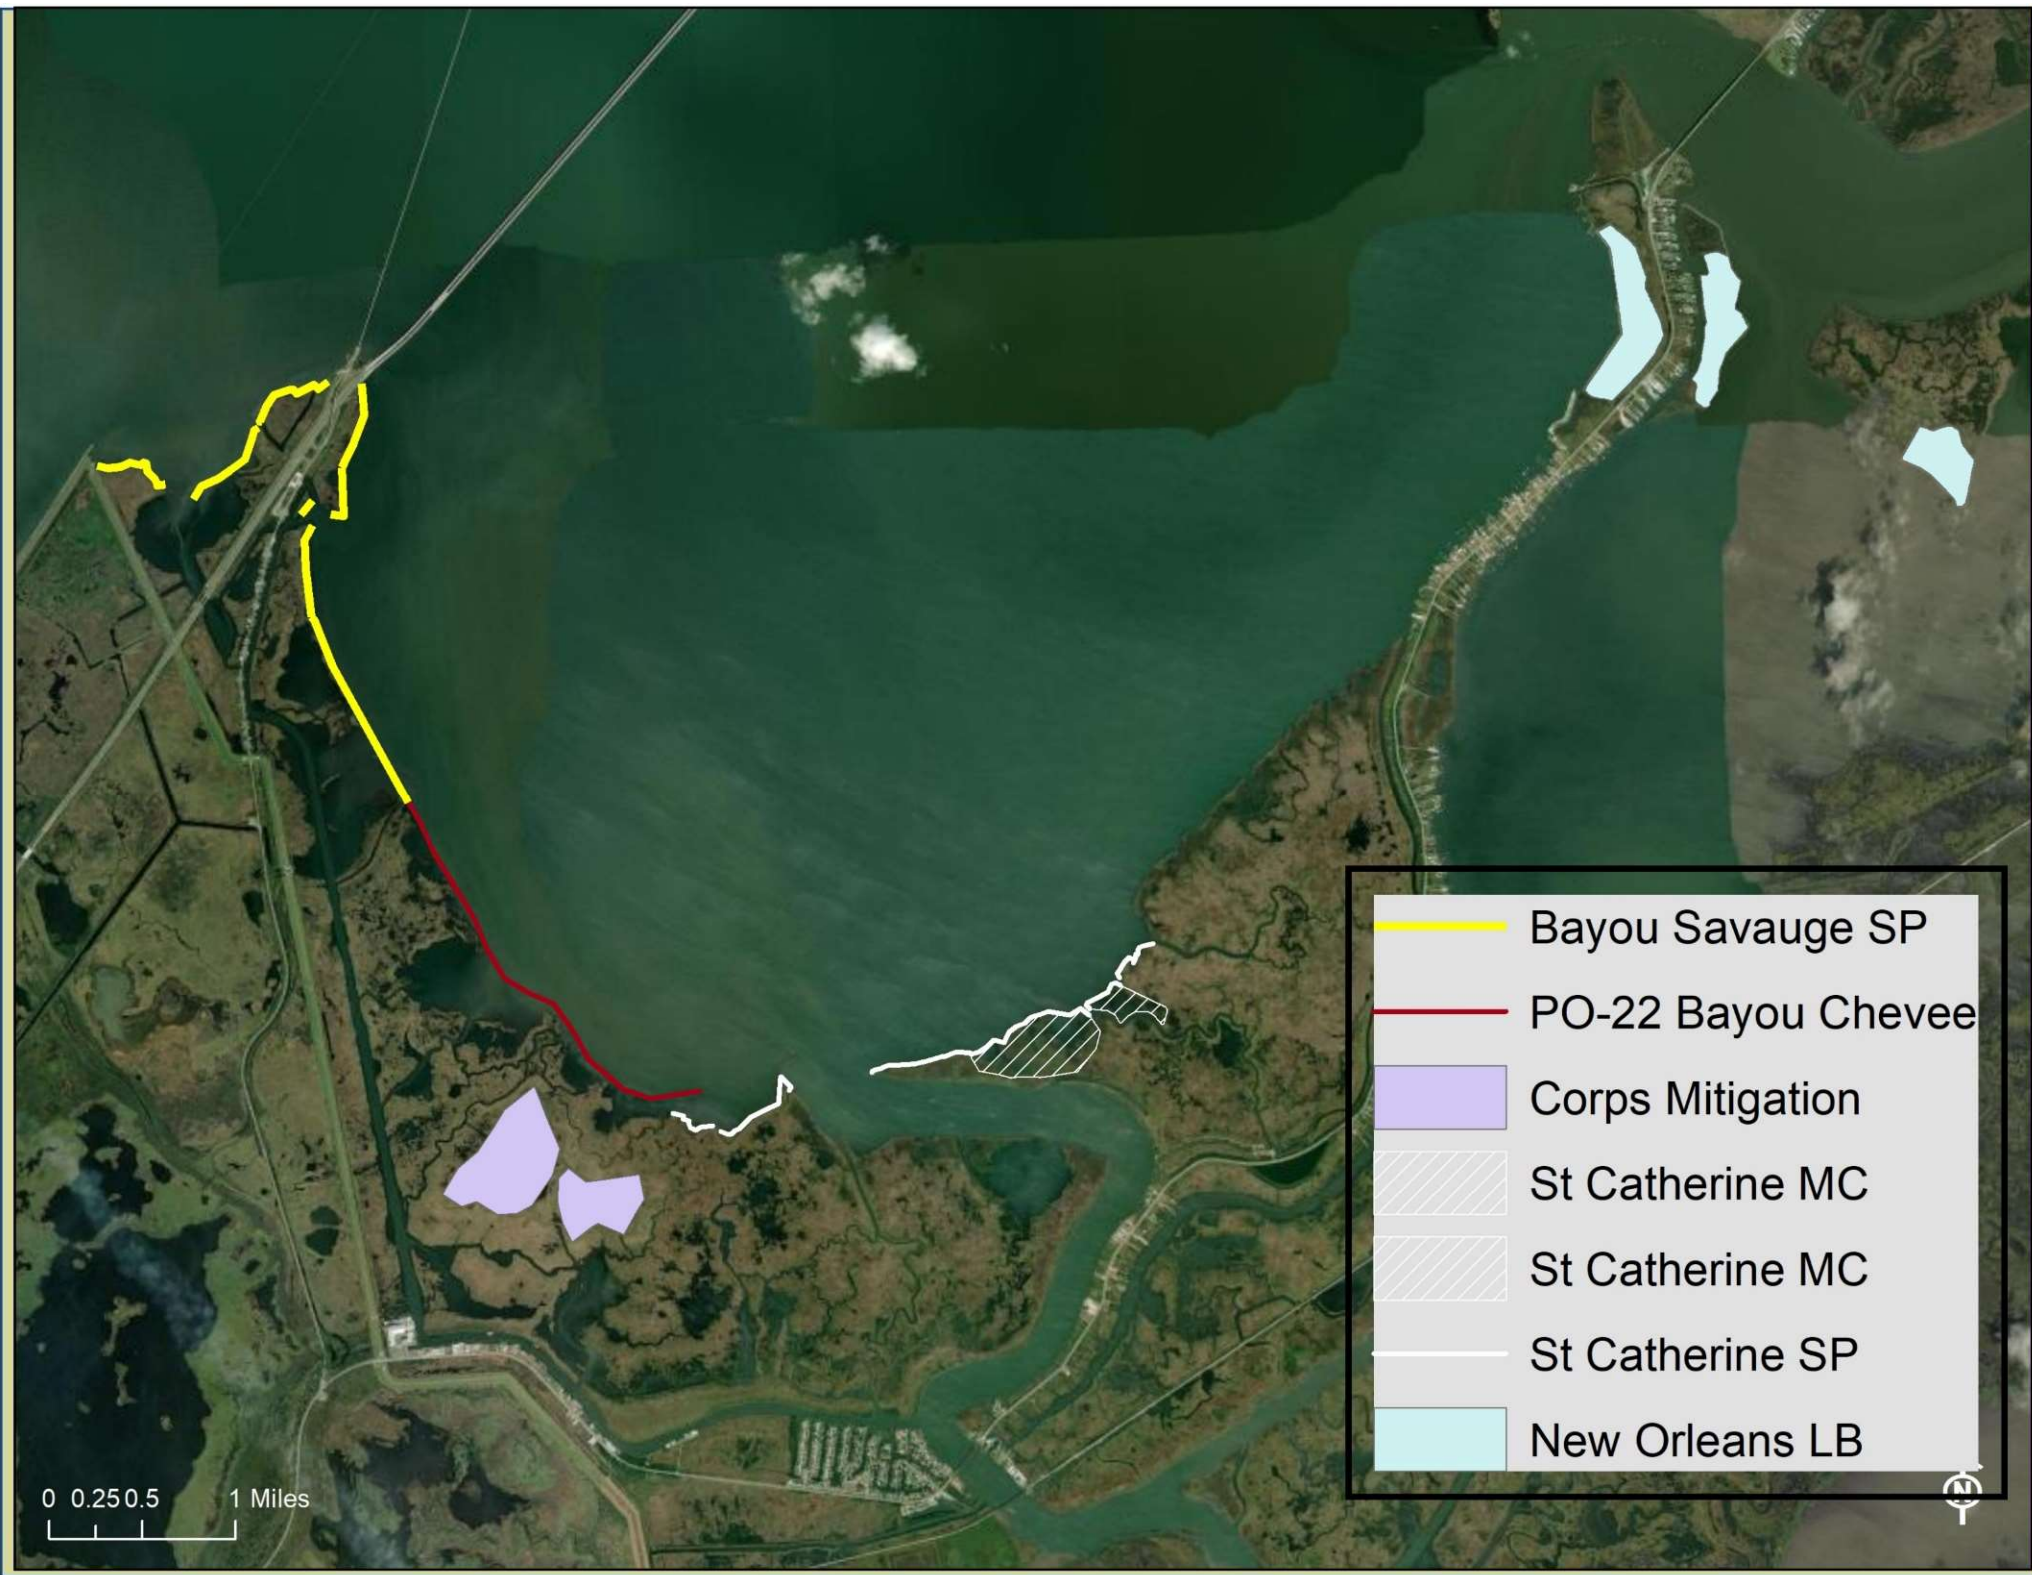 Bayou Savauge SP
PO-22 Bayou Chevee
Corps Mitigation
St Catherine MC
St Catherine MC
St Catherine SP
New Orleans LB
0 0.25 0.5 1 Miles
N